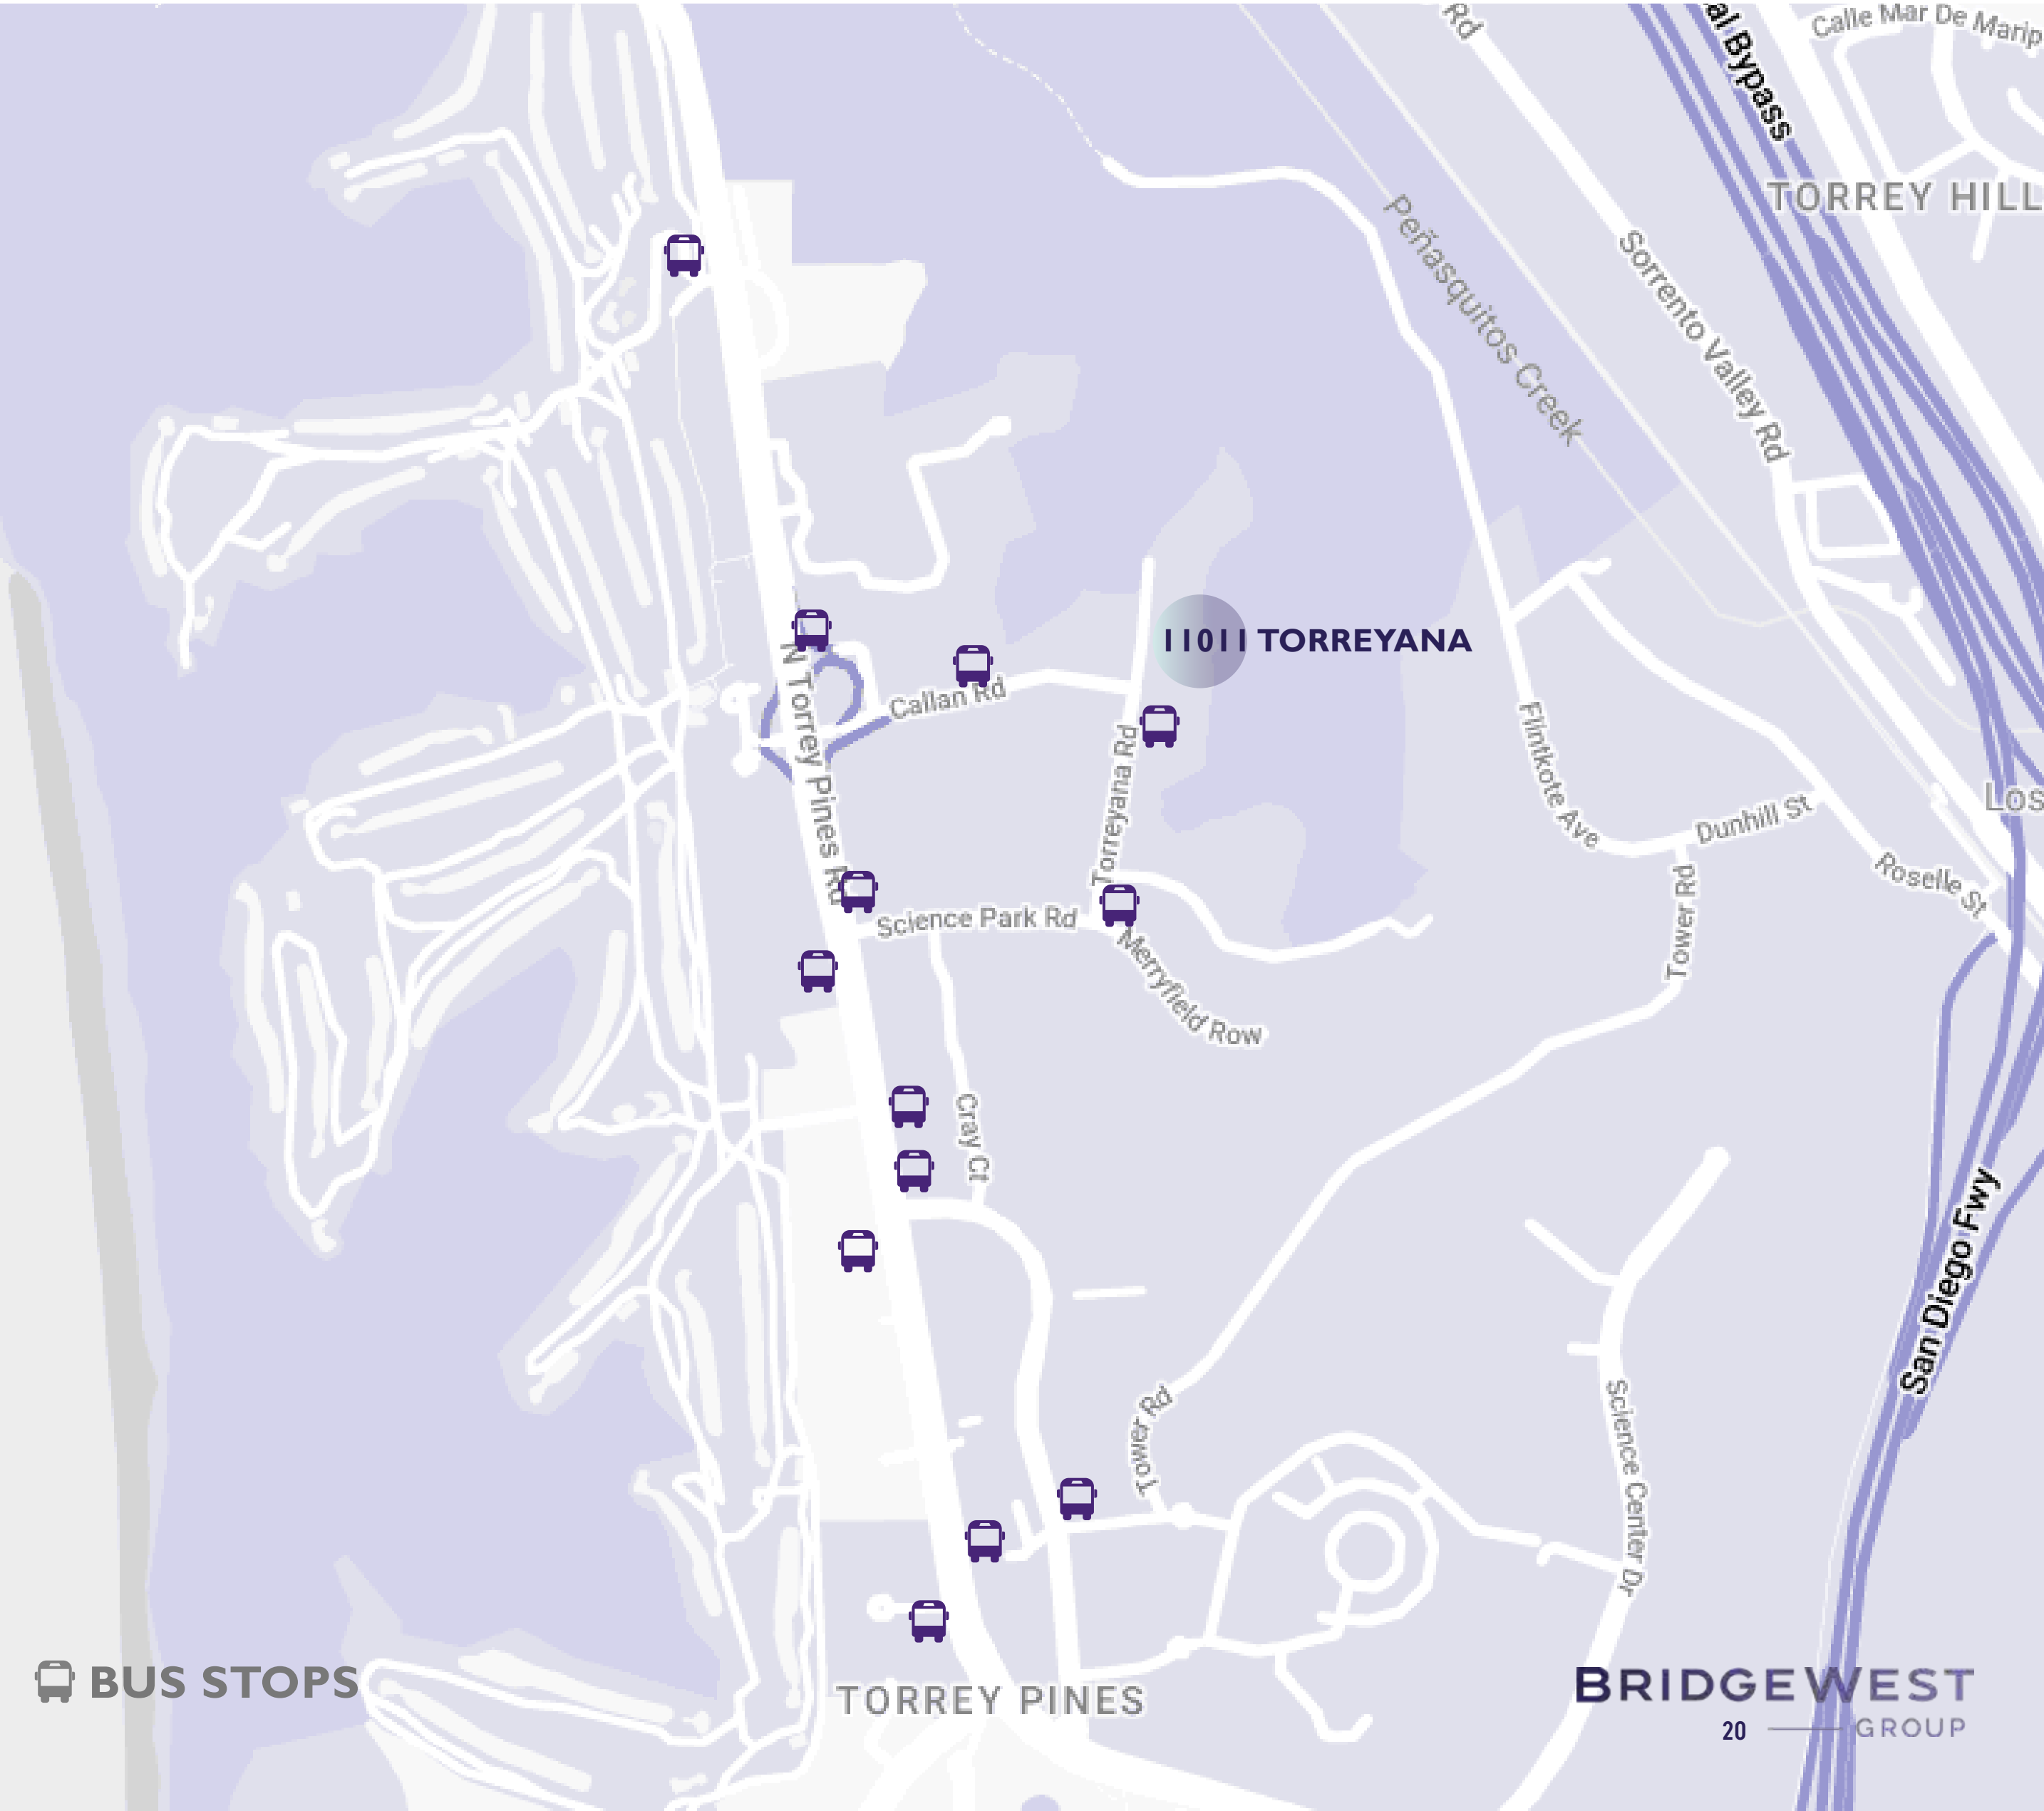 Rd
al Bypass
Calle Mar De Marip
TORREY HILL
Peñasquitos Creek
Sorrento Valley Rd
11011 TORREYANA
N Torrey Pines Rd
Callan Rd
Torreyana Rd
Flintkote Ave
Dunhill St
Los
Roselle St
Tower Rd
Science Park Rd
Merryfield Row
Cray Ct
San Diego Fwy
Tower Rd
Science Center Dr
BUS STOPS
TORREY PINES
BRIDGEWEST
20
GROUP